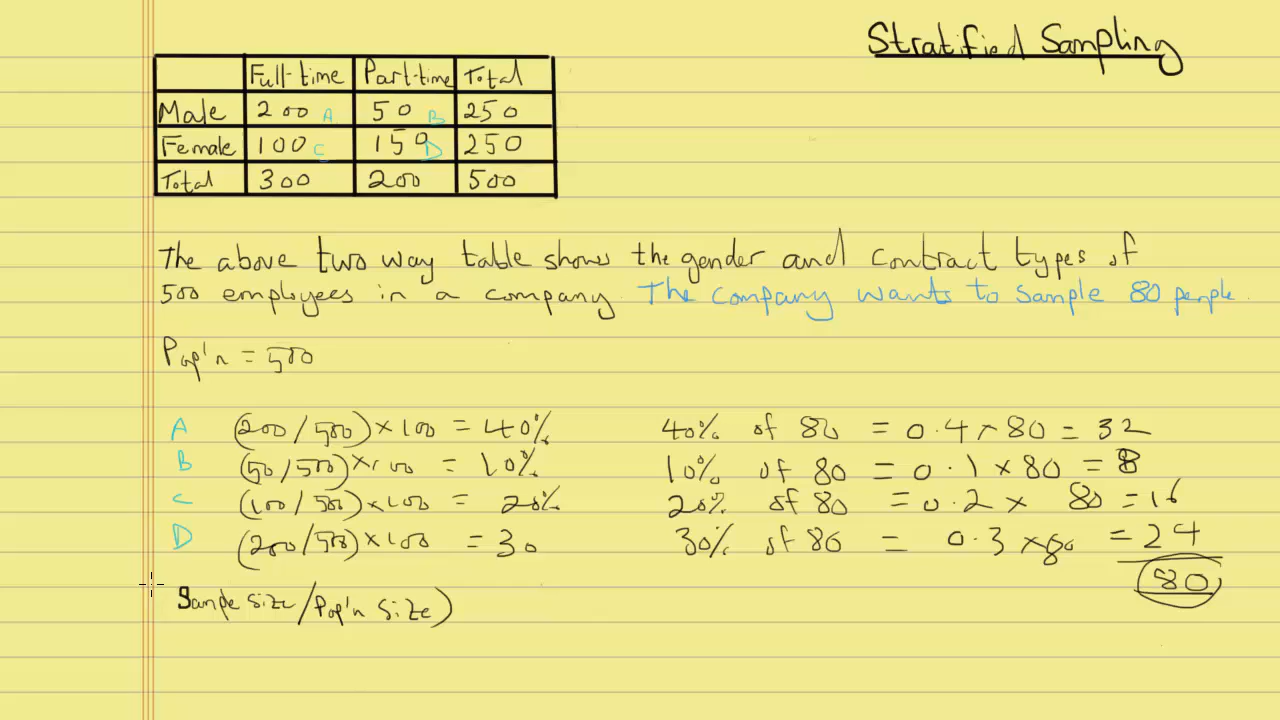 Stratified Sampling
Full-time Part-time Total
Male 200 A 50 B 250
Female 100 C 150 D 250
Total 300 200 500
The above two way table shows the gender and contract types of
500 employees in a company. The company wants to sample 80 people.
Pop'n = 500
A (200/500)×100 = 40% 40% of 80 = 0.4×80 = 32
B (50/500)×100 = 10% 10% of 80 = 0.1×80 = 8
C (100/500)×100 = 20% 20% of 80 = 0.2× 80 = 16
D (200/500)×100 = 30 30% of 80 = 0.3×80 = 24
80
Sample size/Pop'n size)